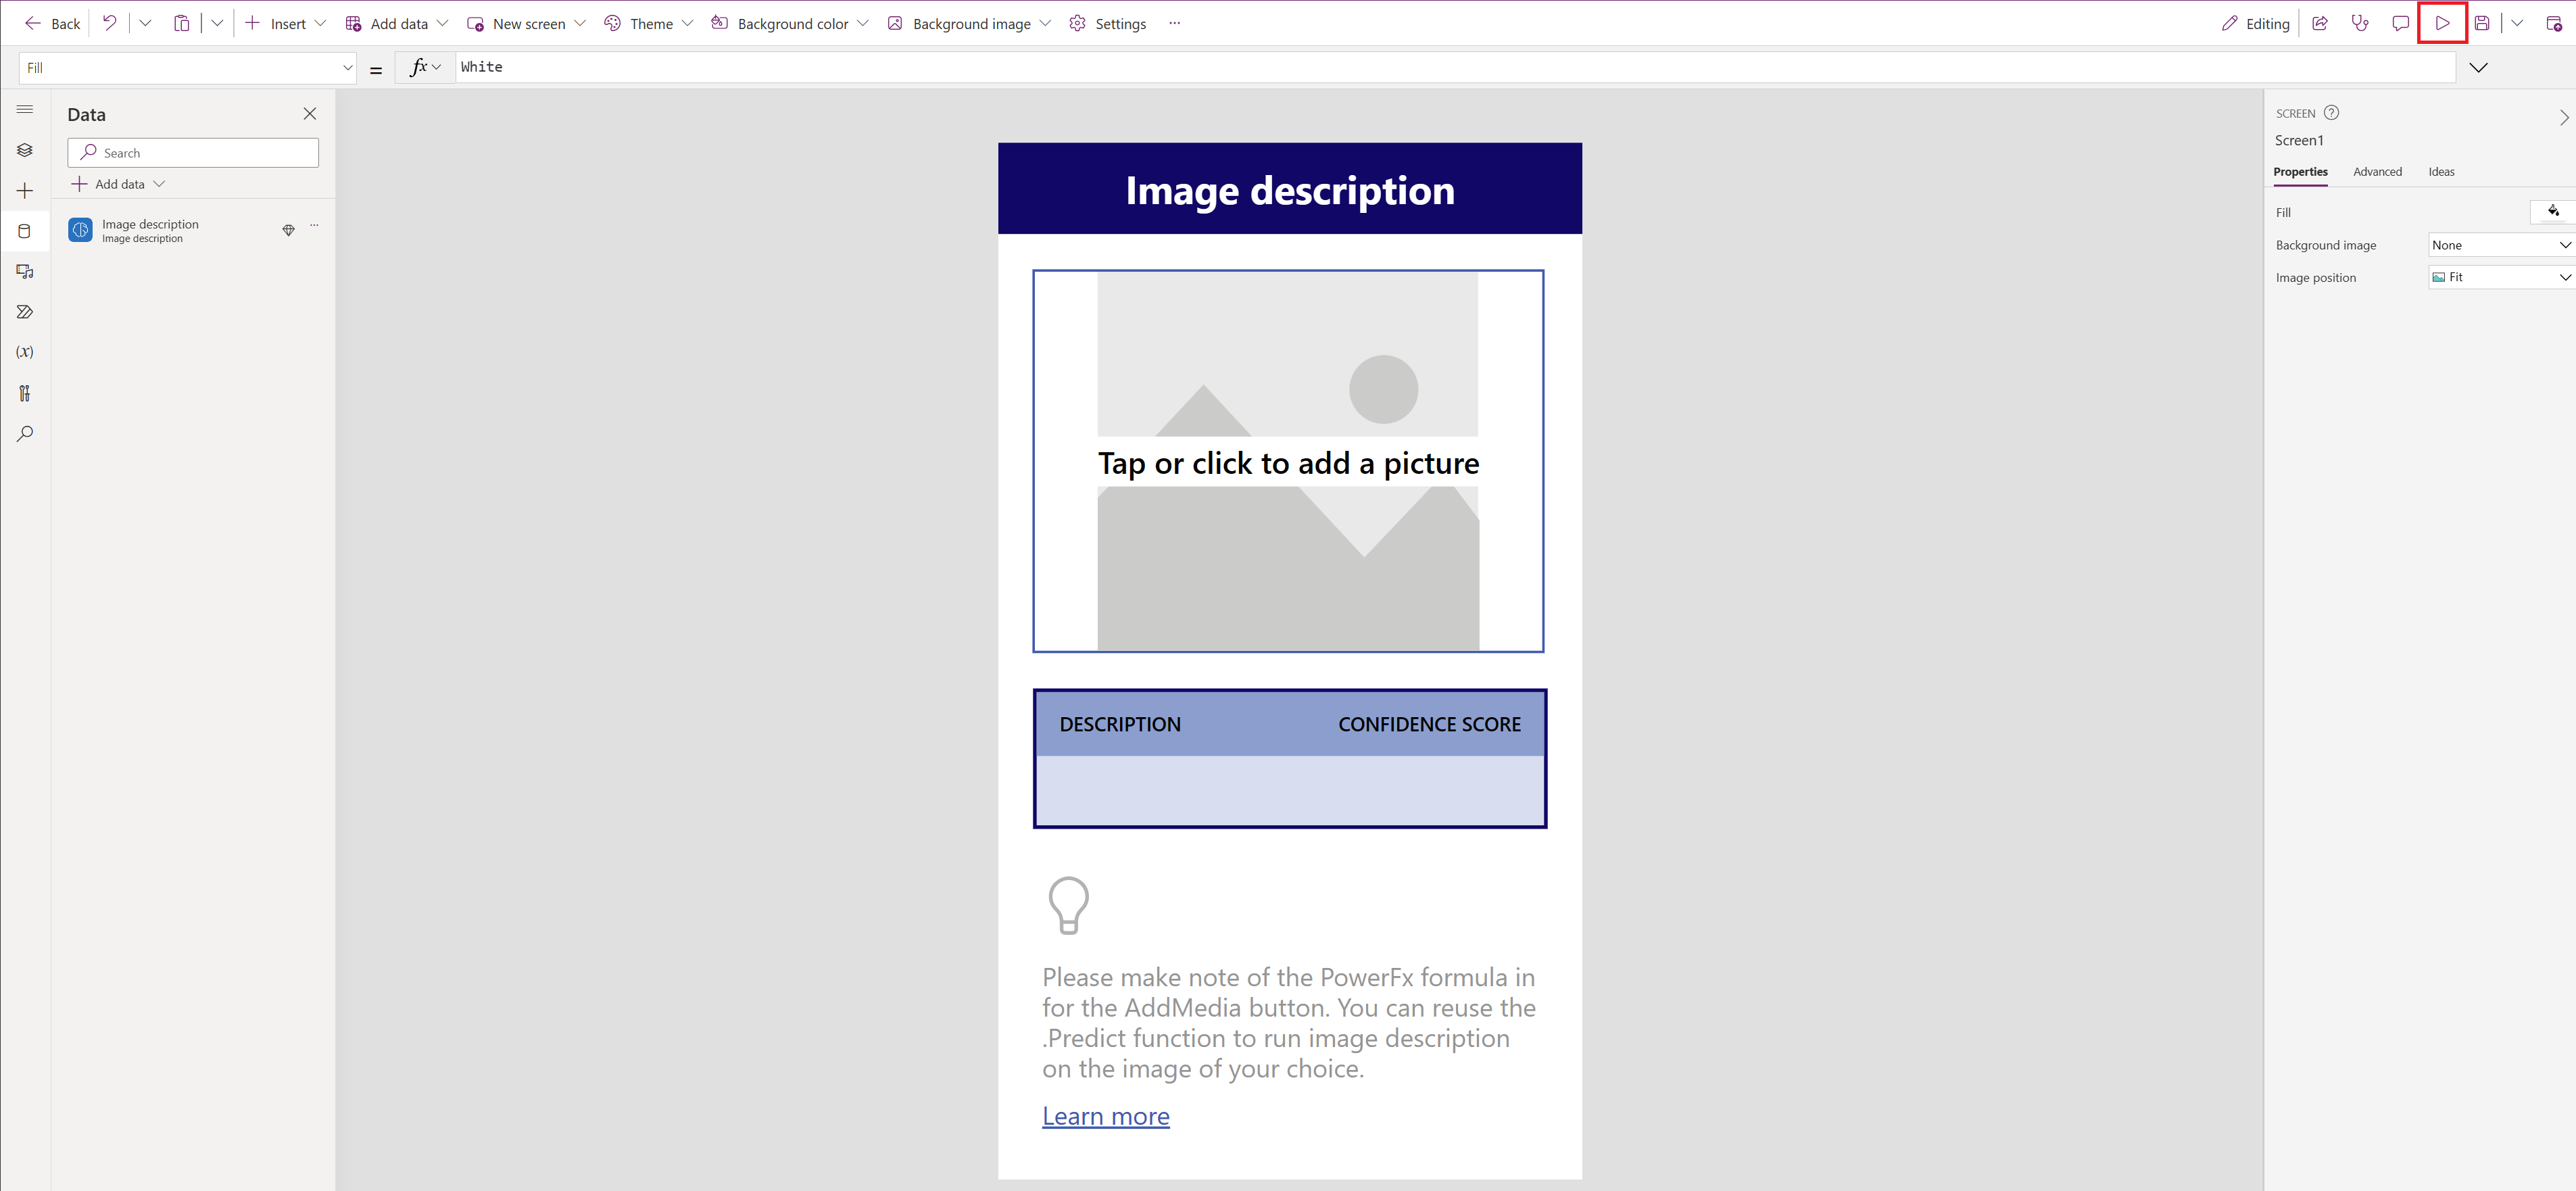 Back Insert Add data New screen Theme Background color Background image Settings ... Editing
Fill = fx White
Data
Search
Add data
Image description
Image description
...
(x)
Image description
Tap or click to add a picture
DESCRIPTION CONFIDENCE SCORE
Please make note of the PowerFx formula in
for the AddMedia button. You can reuse the
.Predict function to run image description
on the image of your choice.
Learn more
SCREEN ?
Screen1
Properties Advanced Ideas
Fill
Background image None
Image position Fit